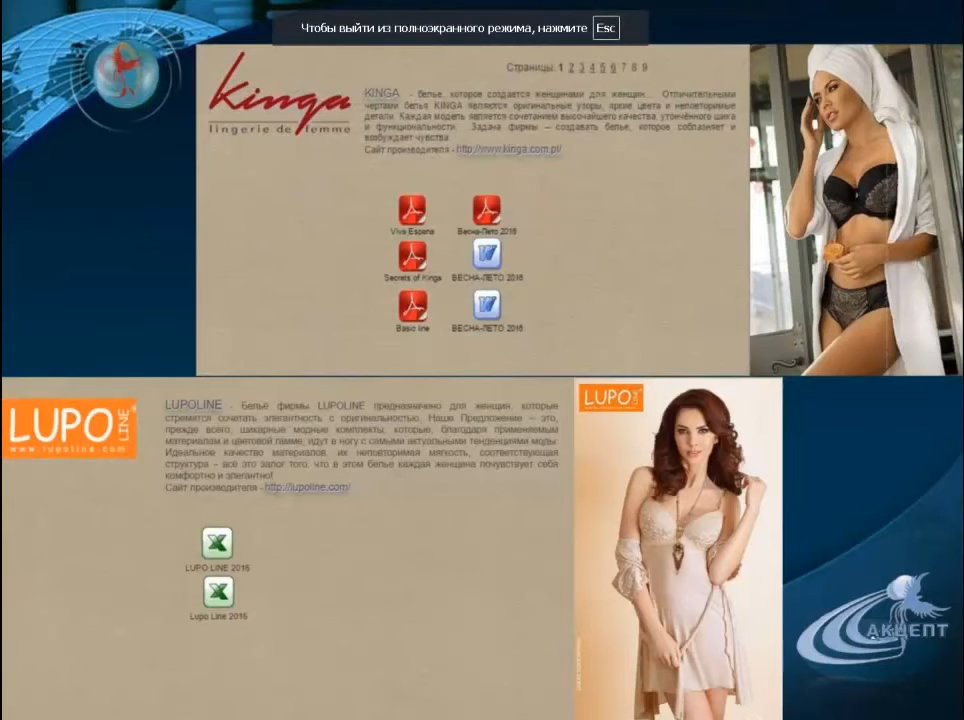 Чтобы выйти из полноэкранного режима, нажмите Esc
Страницы: 1 2 3 4 5 6 7 8 9
kinga
lingerie de femme
KINGA - белье, которое создается женщинами для женщин... Отличительными
чертами белья KINGA являются оригинальные узоры, яркие цвета и неповторимые
детали. Каждая модель является сочетанием высочайшего качества, утончённого шика
и функциональности. Задача фирмы – создавать белье, которое соблазняет и
возбуждает чувства.
Сайт производителя - http://www.kinga.com.pl/
Viva Espana
Весна-Лето 2016
Secrets of Kinga
ВЕСНА-ЛЕТО 2016
Basic line
ВЕСНА-ЛЕТО 2016
LUPO LINE
www.lupoline.com
LUPOLINE - Бельё фирмы LUPOLINE предназначено для женщин, которые
стремятся сочетать элегантность с оригинальностью. Наше Предложение – это,
прежде всего, шикарные модные комплекты, которые, благодаря применяемым
материалам и цветовой гамме, идут в ногу с самыми актуальными тенденциями моды.
Идеальное качество материалов, их неповторимая мягкость, соответствующая
структура – всё это залог того, что в этом белье каждая женщина почувствует себя
комфортно и элегантно!
Сайт производителя - http://lupoline.com/
LUPO LINE 2016
Lupo Line 2016
LUPO LINE
АКЦЕПТ